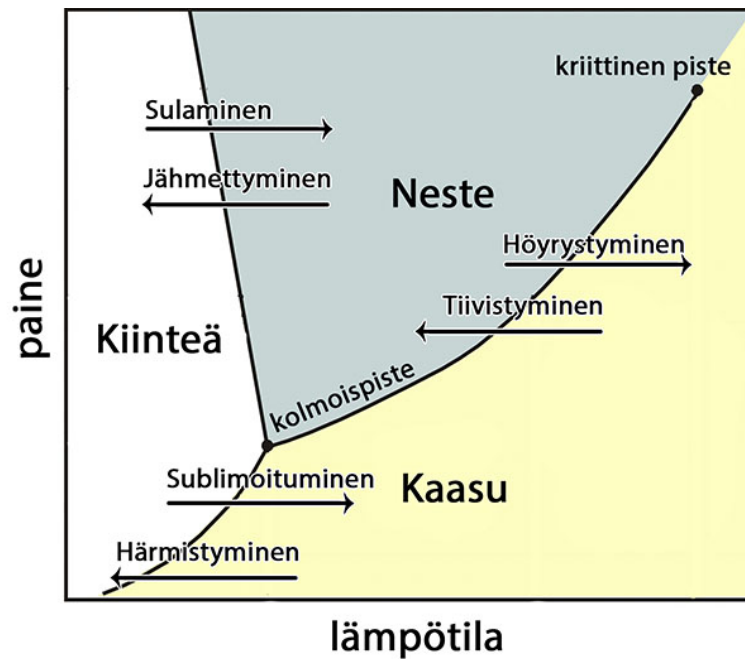 kriittinen piste
Sulaminen
Jähmettyminen
Neste
Höyrystyminen
Tiivistyminen
paine
Kiinteä
kolmoispiste
Sublimoituminen
Kaasu
Härmistyminen
lämpötila